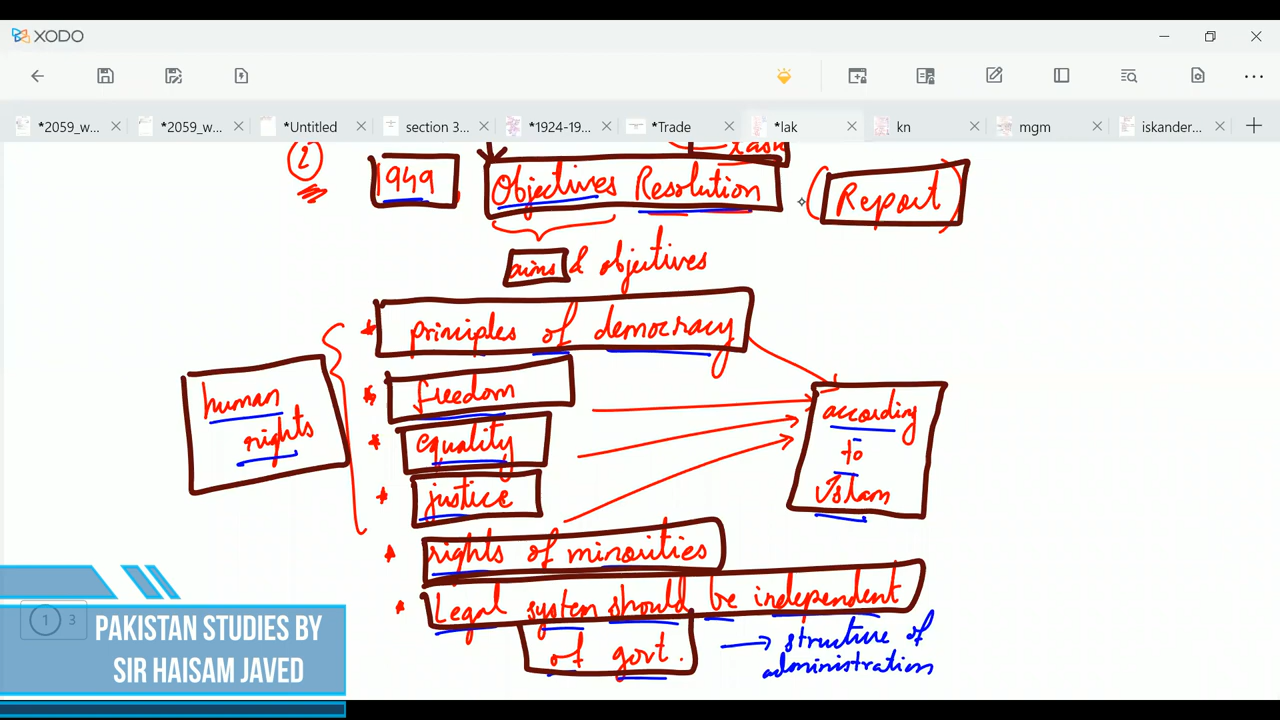 XODO
*2059_w...
*2059_w...
*Untitled
section 3...
*1924-19...
*Trade
*lak
kn
mgm
iskander...
2
1949
Objectives Resolution
(Report)
aims & objectives
* principles of democracy
* freedom
* equality
* justice
human
rights
according
to
Islam
* rights of minorities
* Legal system should be independent
of govt.
→ structure of
administration
1 3
PAKISTAN STUDIES BY
SIR HAISAM JAVED